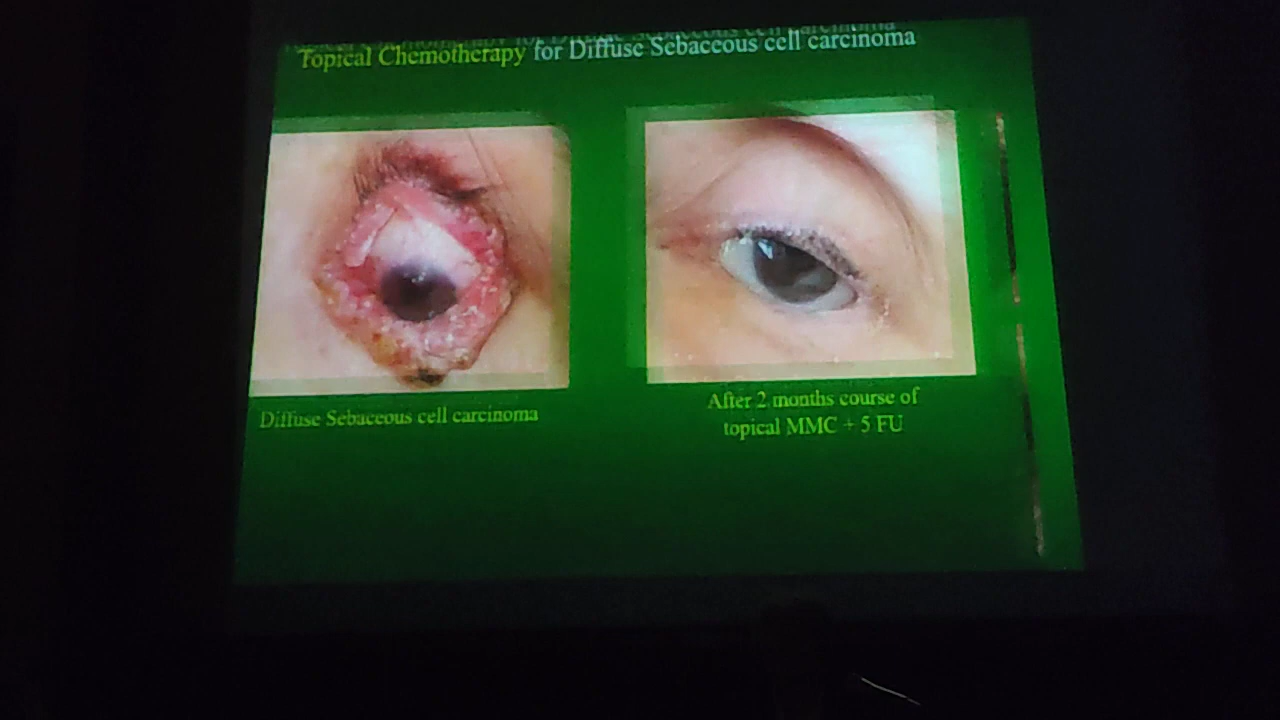 Topical Chemotherapy for Diffuse Sebaceous cell carcinoma
Diffuse Sebaceous cell carcinoma
After 2 months course of
topical MMC + 5 FU